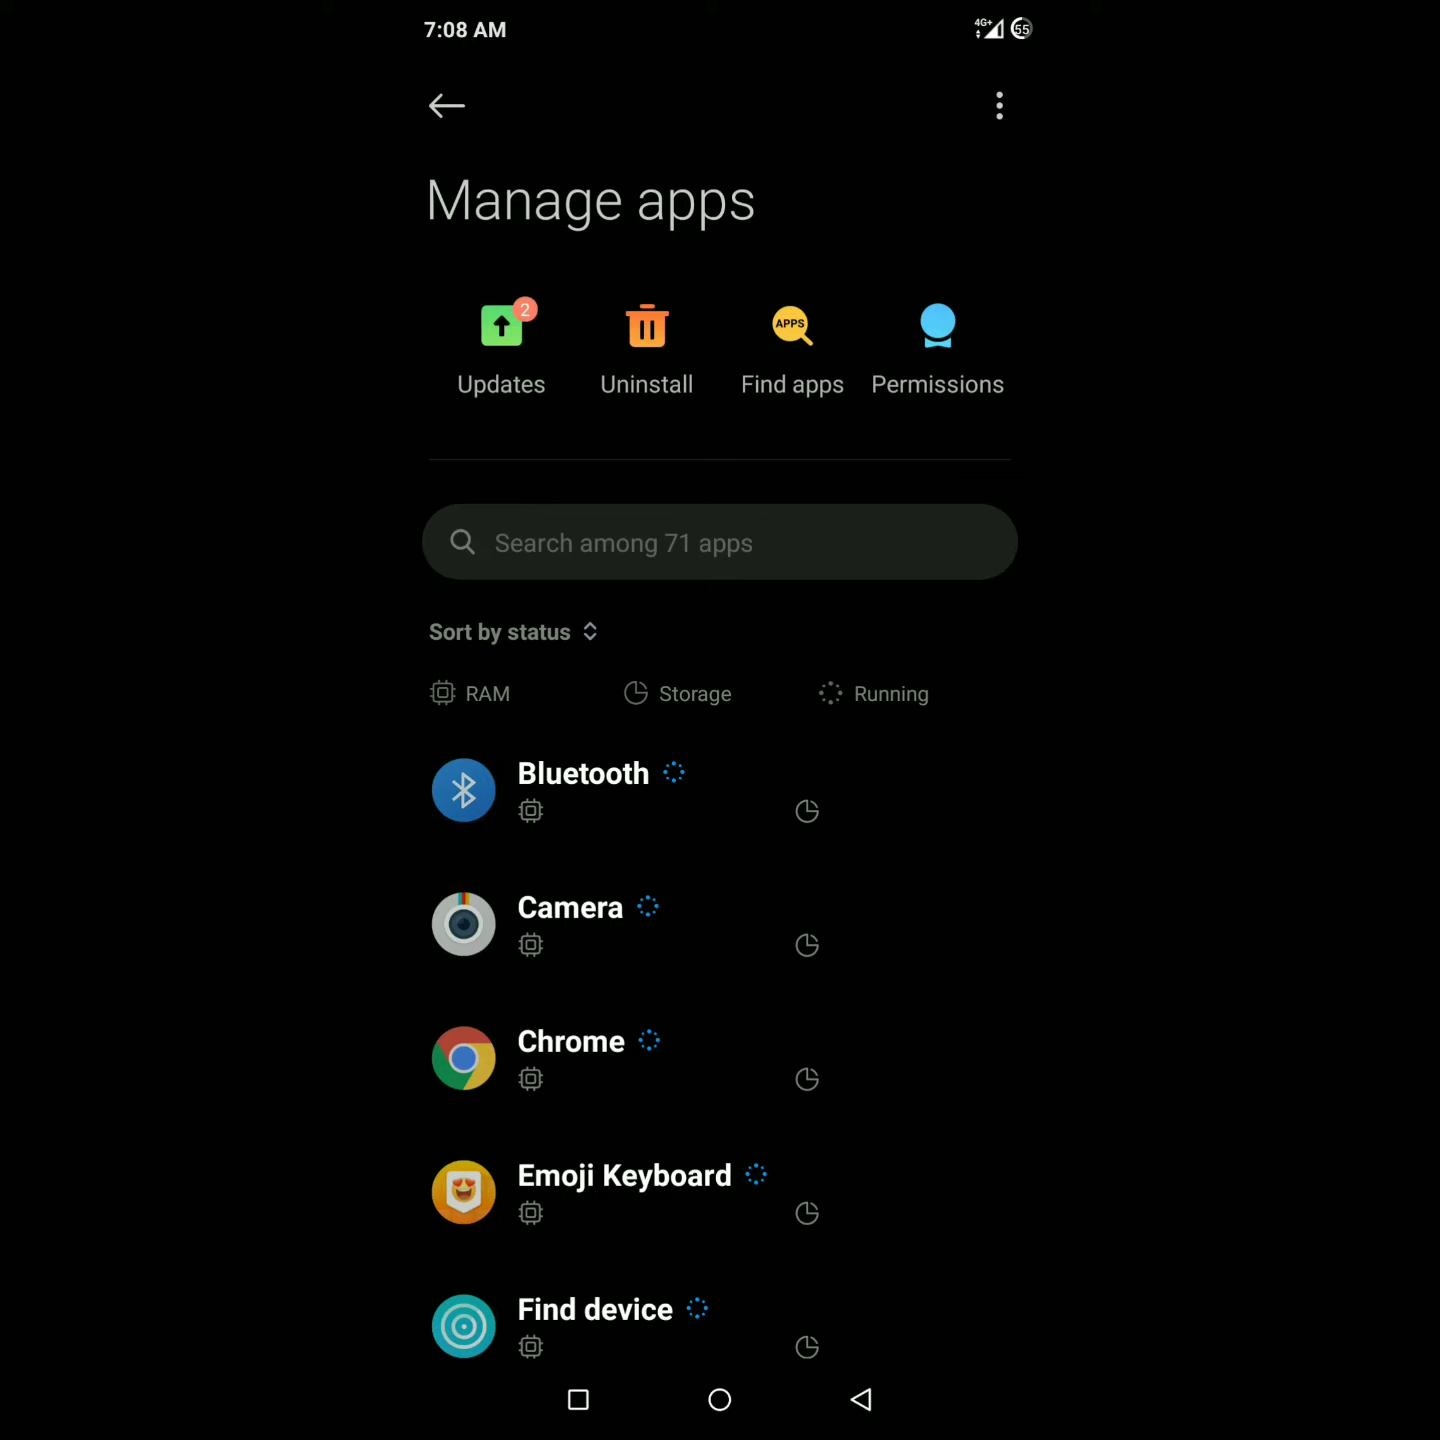 7:08 AM
4G+
55
Manage apps
2
APPS
Updates
Uninstall
Find apps
Permissions
Search among 71 apps
Sort by status
RAM
Storage
Running
Bluetooth
Camera
Chrome
Emoji Keyboard
Find device